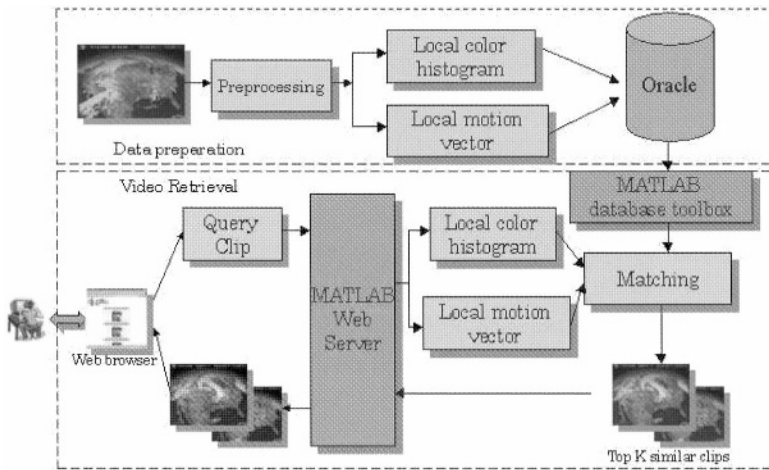 Local color
histogram
Preprocessing
Oracle
Local motion
vector
Data preparation
Video Retrieval
MATLAB
database toolbox
Query
Clip
Local color
histogram
Matching
MATLAB
Web
Server
Local motion
vector
Web browser
Top K similar clips